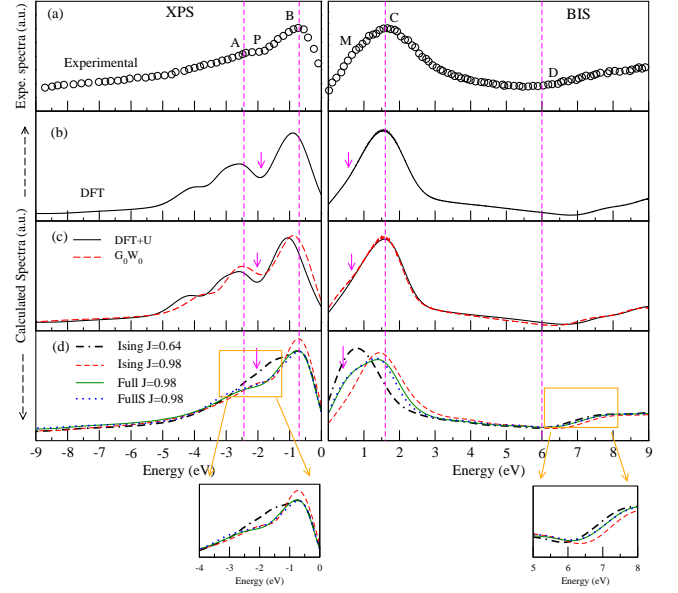 XPS
BIS
(a)
A
P
B
M
C
D
Experimental
Expe. spectra (a.u.)
(b)
DFT
(c)
DFT+U
G0W0
Calculated Spectra (a.u.)
(d)
Ising J=0.64
Ising J=0.98
Full J=0.98
FullS J=0.98
-9 -8 -7 -6 -5 -4 -3 -2 -1 0
0 1 2 3 4 5 6 7 8 9
Energy (eV)
Energy (eV)
-4 -3 -2 -1 0
Energy (eV)
5 6 7 8
Energy (eV)